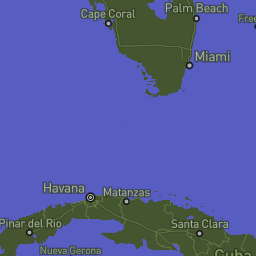 Cape Coral
Palm Beach
Free
Miami
Havana
Matanzas
Pinar del Rio
Santa Clara
Nueva Gerona
Cuba